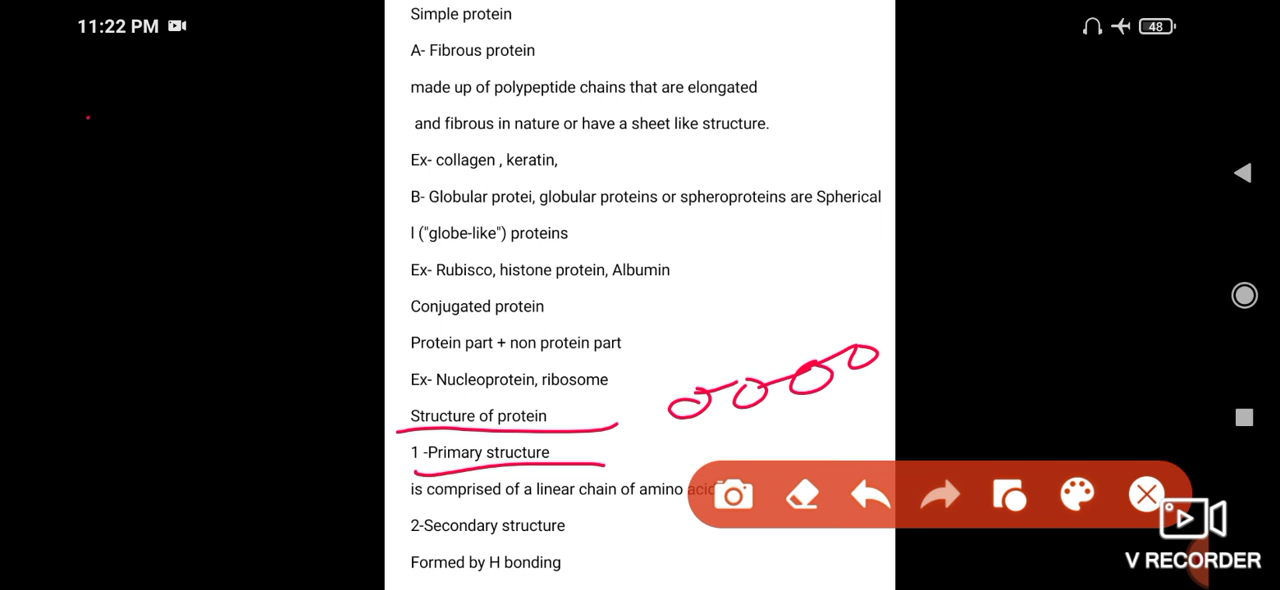 11:22 PM
48
Simple protein
A- Fibrous protein
made up of polypeptide chains that are elongated
and fibrous in nature or have a sheet like structure.
Ex- collagen , keratin,
B- Globular protei, globular proteins or spheroproteins are Spherical
l ("globe-like") proteins
Ex- Rubisco, histone protein, Albumin
Conjugated protein
Protein part + non protein part
Ex- Nucleoprotein, ribosome
Structure of protein
1 -Primary structure
is comprised of a linear chain of amino acid
2-Secondary structure
Formed by H bonding
V RECORDER